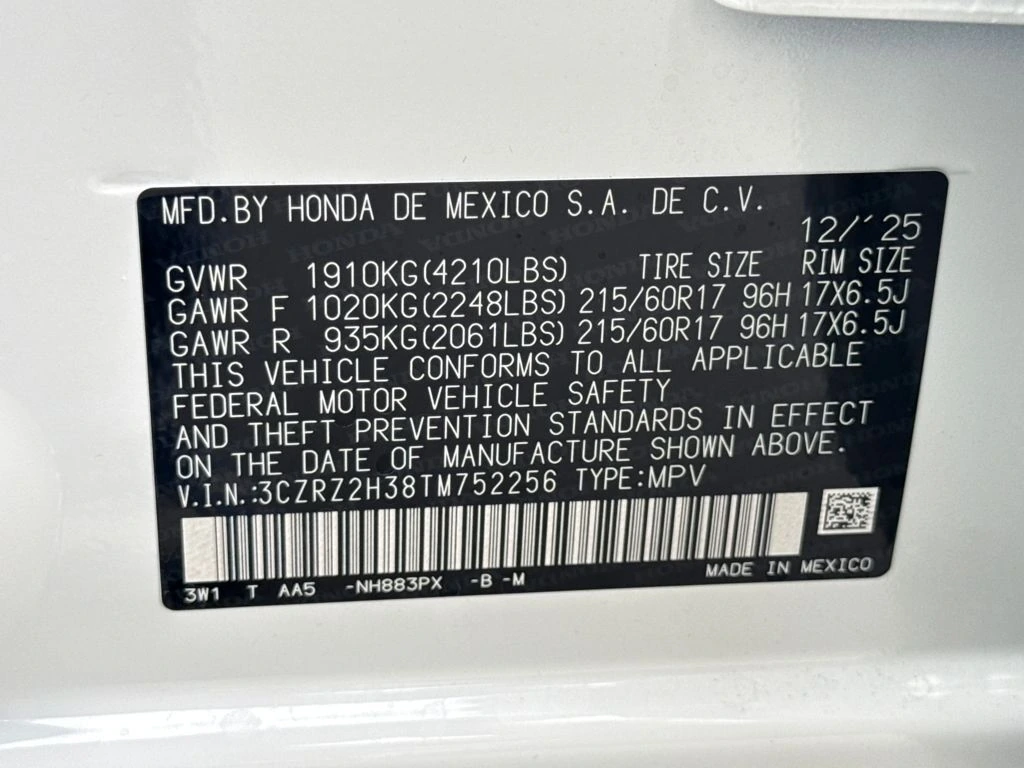 MFD.BY HONDA DE MEXICO S.A. DE C.V.
12/´25
GVWR 1910KG(4210LBS) TIRE SIZE RIM SIZE
GAWR F 1020KG(2248LBS) 215/60R17 96H 17X6.5J
GAWR R 935KG(2061LBS) 215/60R17 96H 17X6.5J
THIS VEHICLE CONFORMS TO ALL APPLICABLE
FEDERAL MOTOR VEHICLE SAFETY
AND THEFT PREVENTION STANDARDS IN EFFECT
ON THE DATE OF MANUFACTURE SHOWN ABOVE.
V.I.N.:3CZRZ2H38TM752256 TYPE:MPV
3W1 T AA5 -NH883PX -B -M MADE IN MEXICO